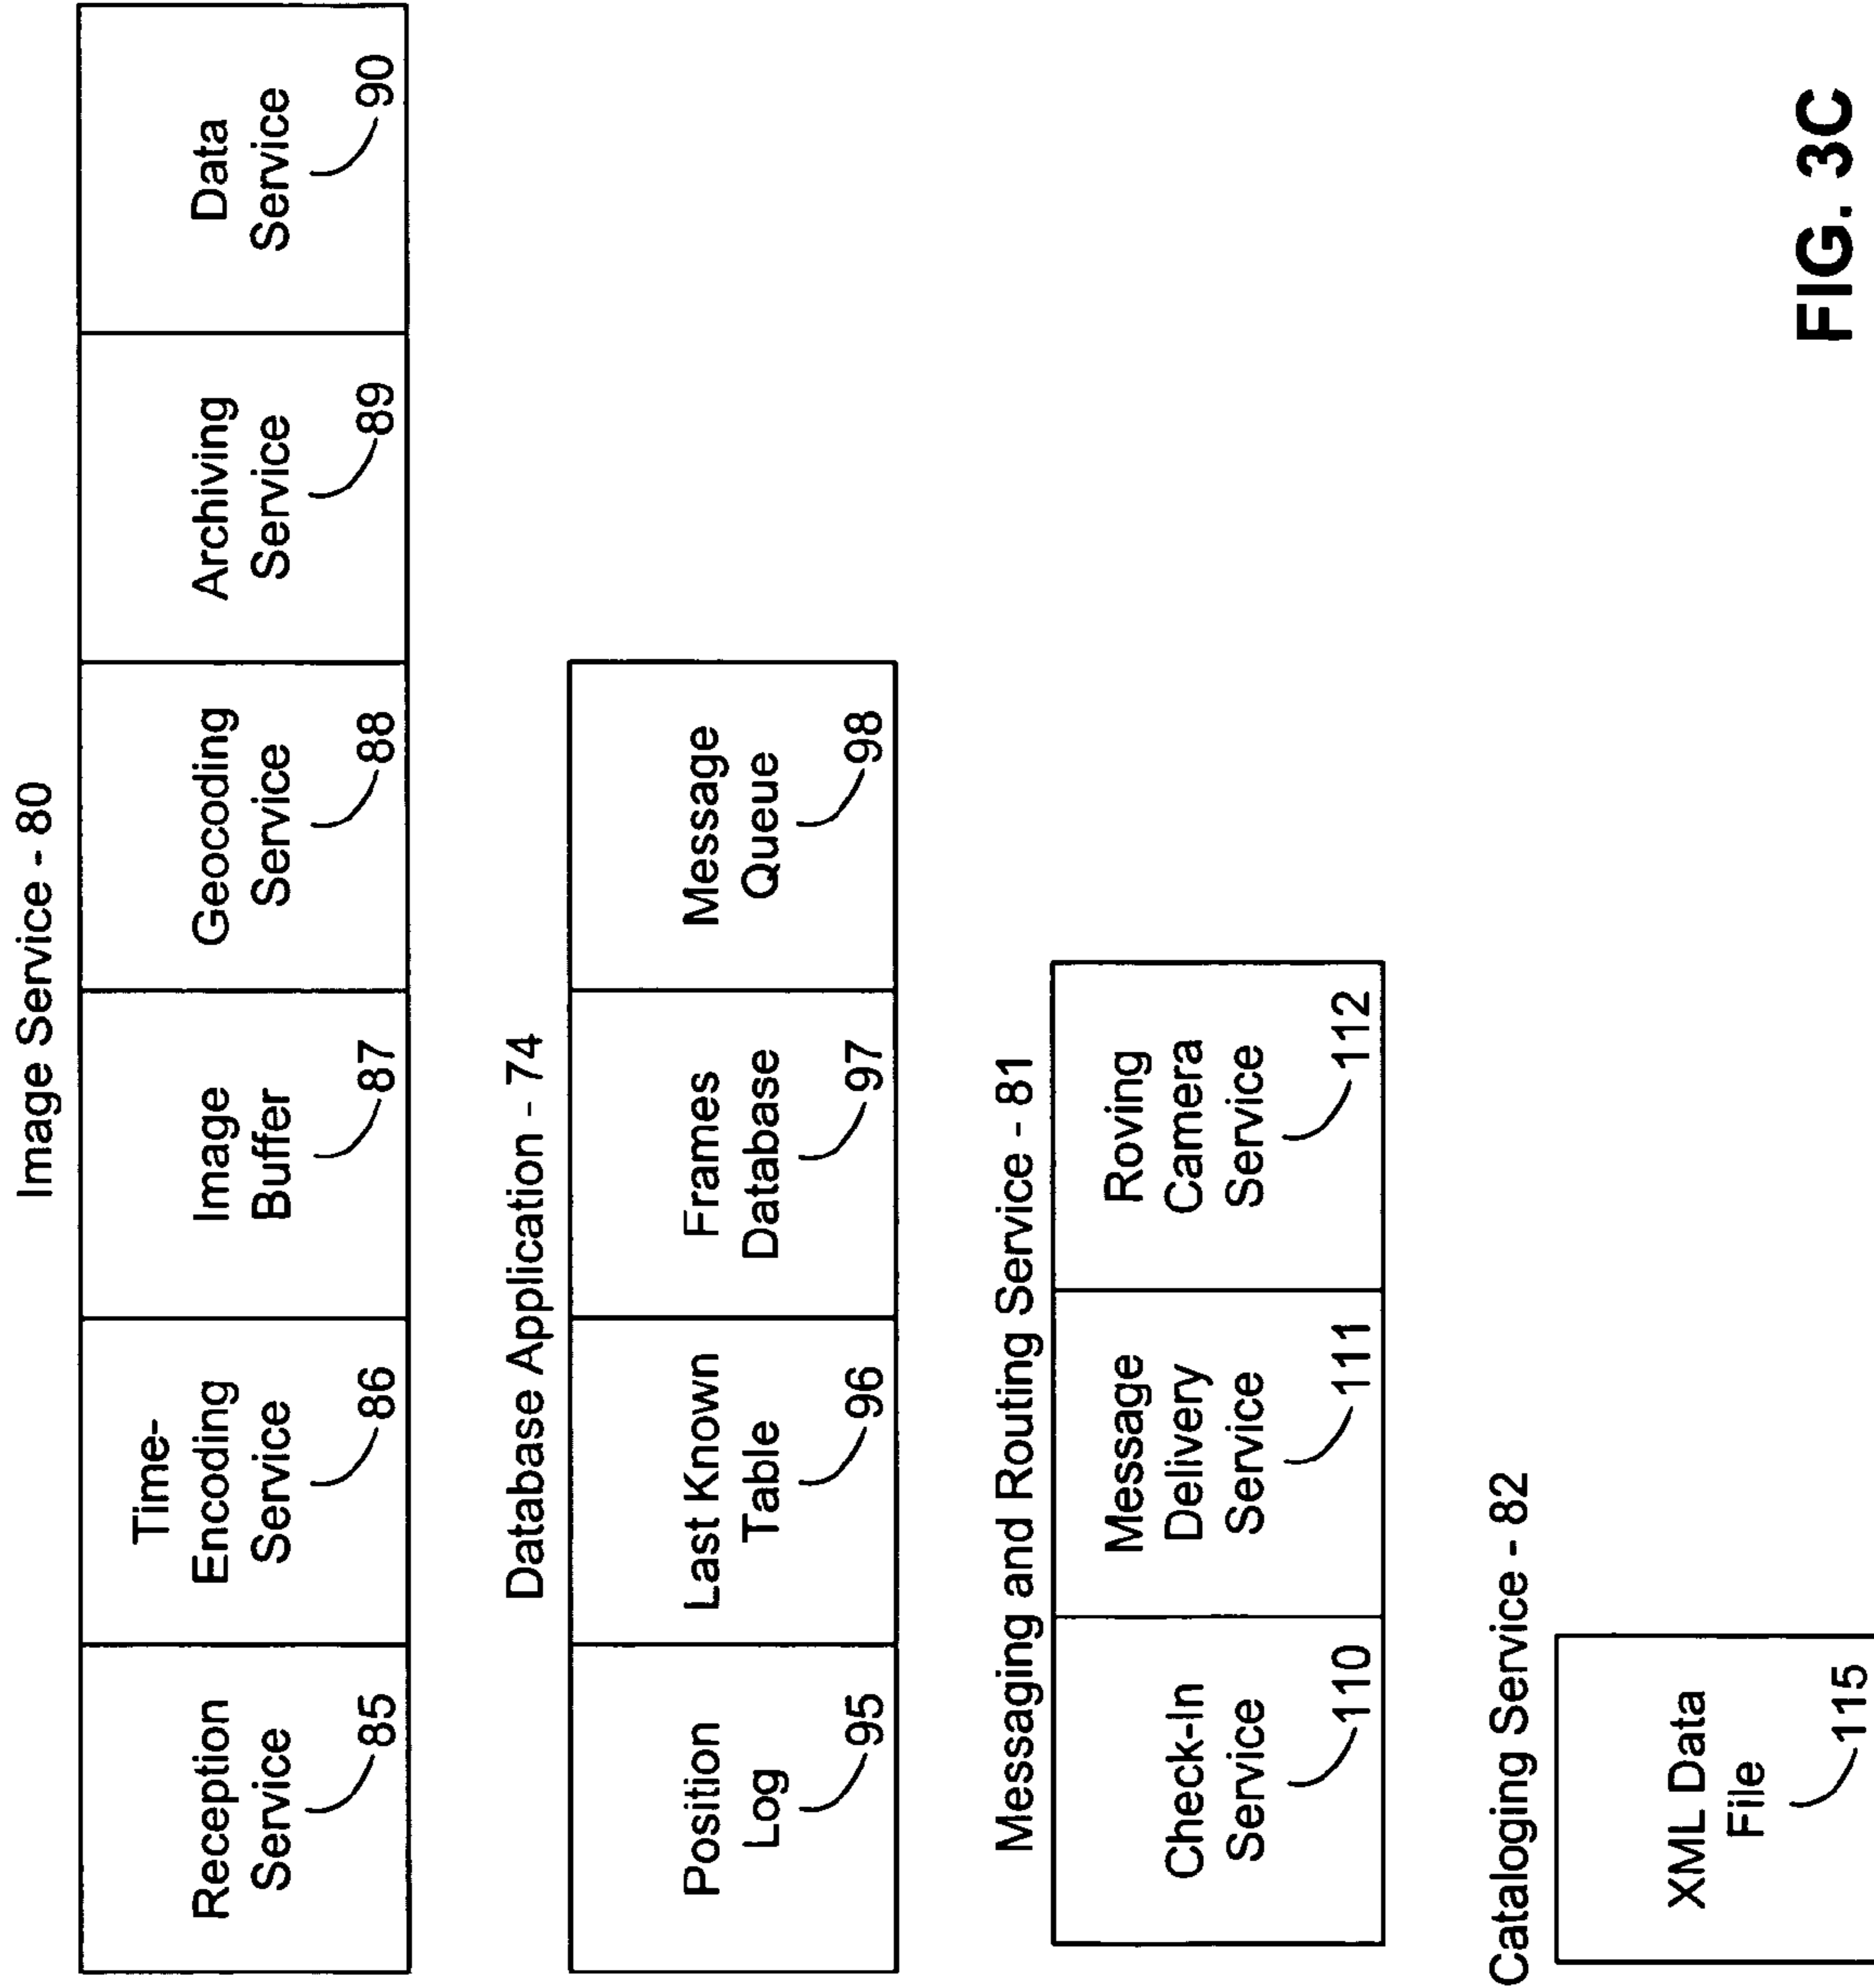 Image Service - 80
Reception
Service
85
Time-
Encoding
Service
86
Image
Buffer
87
Geocoding
Service
88
Archiving
Service
89
Data
Service
90
Database Application - 74
Position
Log
95
Last Known
Table
96
Frames
Database
97
Message
Queue
98
Messaging and Routing Service - 81
Check-In
Service
110
Message
Delivery
Service
111
Roving
Camera
Service
112
Cataloging Service - 82
XML Data
File
115
FIG. 3C